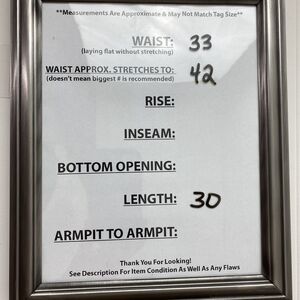 **Measurements Are Approximate & May Not Match Tag Size**
WAIST: 33
(laying flat without stretching)
WAIST APPROX. STRETCHES TO: 42
(doesn't mean biggest # is recommended)
RISE:
INSEAM:
BOTTOM OPENING:
LENGTH: 30
ARMPIT TO ARMPIT:
Thank You For Looking!
See Description For Item Condition As Well As Any Flaws